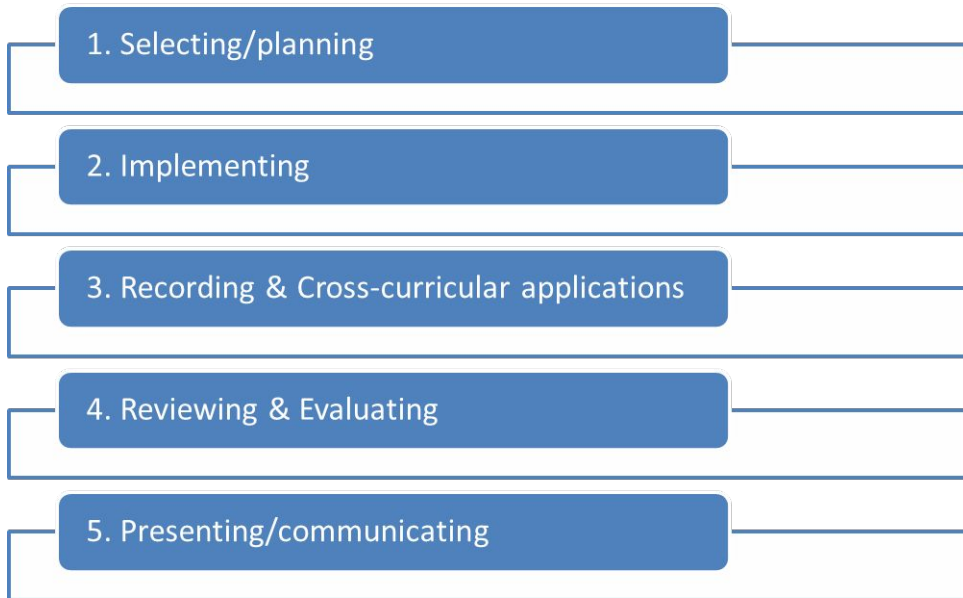 1. Selecting/planning
2. Implementing
3. Recording & Cross-curricular applications
4. Reviewing & Evaluating
5. Presenting/communicating